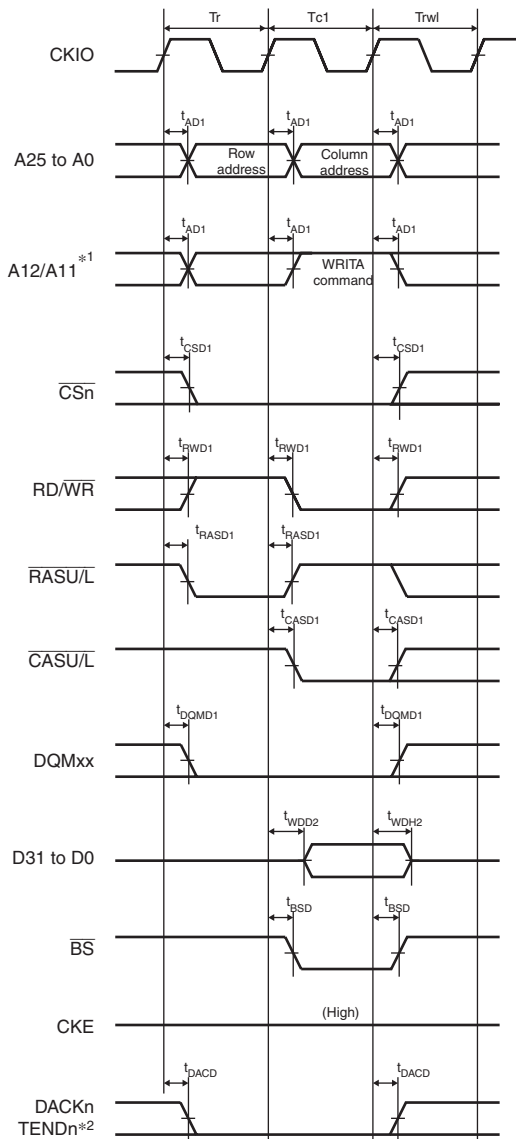 Tr Tc1 Trwl
CKIO
tAD1 tAD1 tAD1
A25 to A0
Row address
Column address
tAD1 tAD1 tAD1
A12/A11*1
WRITA command
tCSD1 tCSD1
CSn
tRWD1 tRWD1 tRWD1
RD/WR
tRASD1 tRASD1
RASU/L
tCASD1 tCASD1
CASU/L
tDQMD1 tDQMD1
DQMxx
tWDD2 tWDH2
D31 to D0
tBSD tBSD
BS
(High)
CKE
tDACD tDACD
DACKn
TENDn*2